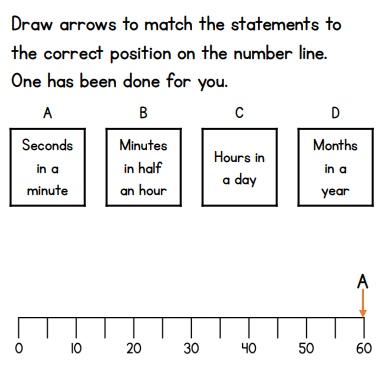 Draw arrows to match the statements to
the correct position on the number line.
One has been done for you.
A B C D
Seconds
in a
minute
Minutes
in half
an hour
Hours in
a day
Months
in a
year
A
0 10 20 30 40 50 60